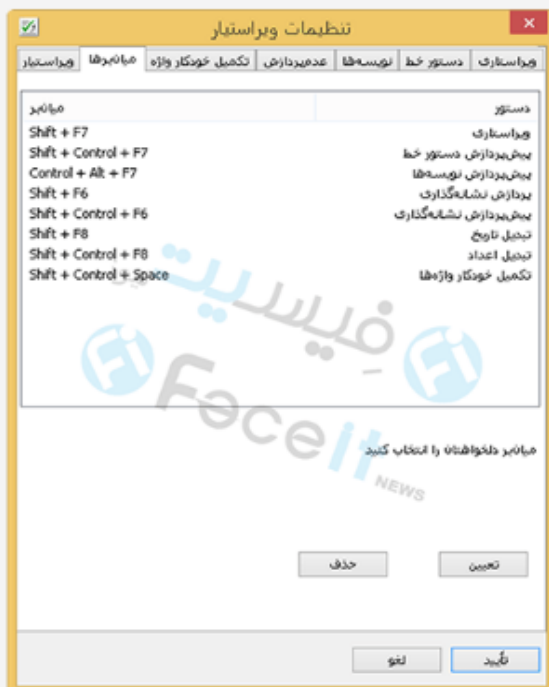 تنظیمات ویراستیار
ویراستاری
دستور خط
نویسه‌ها
عدم‌پردازش
تکمیل خودکار واژه
میانبرها
ویراستیار
دستور میانبر
ویراستاری Shift + F7
پیش‌پردازش دستور خط Shift + Control + F7
پیش‌پردازش نویسه‌ها Control + Alt + F7
پردازش نشانه‌گذاری Shift + F6
پیش‌پردازش نشانه‌گذاری Shift + Control + F6
تبدیل تاریخ Shift + F8
تبدیل اعداد Shift + Control + F8
تکمیل خودکار واژه‌ها Shift + Control + Space
فیسیت
Fi
Fi
Faceit
NEWS
میانبر دلخواهتان را انتخاب کنید
تعیین
حذف
تأیید
لغو